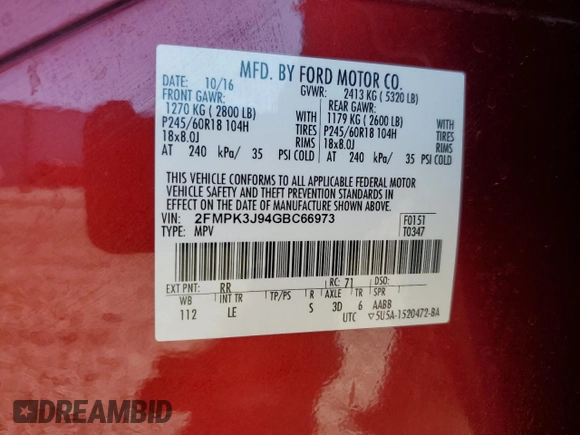 MFD. BY FORD MOTOR CO.
DATE: 10/16 GVWR: 2413 KG ( 5320 LB)
FRONT GAWR: REAR GAWR:
1270 KG ( 2800 LB) WITH 1179 KG ( 2600 LB) WITH
P245/60R18 104H TIRES P245/60R18 104H TIRES
18x8.0J RIMS 18x8.0J RIMS
AT 240 kPa/ 35 PSI COLD AT 240 kPa/ 35 PSI COLD
THIS VEHICLE CONFORMS TO ALL APPLICABLE FEDERAL MOTOR
VEHICLE SAFETY AND THEFT PREVENTION STANDARDS IN
EFFECT ON THE DATE OF MANUFACTURE SHOWN ABOVE.
VIN: 2FMPK3J94GBC66973 F0151
TYPE: MPV T0347
EXT PNT: RR RC: 71 DSO:
WB INT TR TP/PS R AXLE TR SPR
112 LE S 3D 6 AABB
UTC ▽5U5A-1520472-BA
DREAMBID